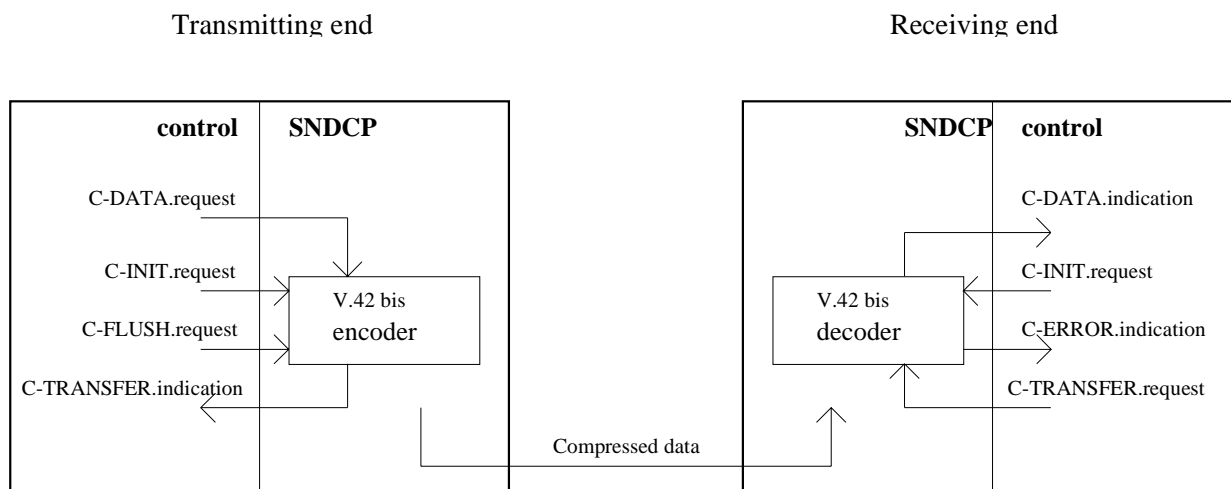 Transmitting end
Receiving end
control
SNDCP
SNDCP
control
C-DATA.request
C-INIT.request
C-FLUSH.request
C-TRANSFER.indication
V.42 bis
encoder
V.42 bis
decoder
C-DATA.indication
C-INIT.request
C-ERROR.indication
C-TRANSFER.request
Compressed data